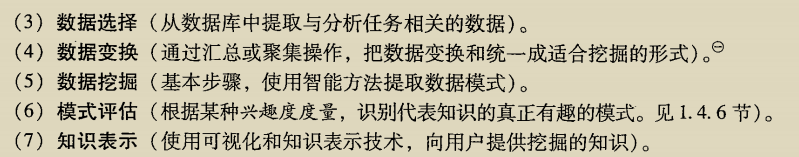 (3) 数据选择(从数据库中提取与分析任务相关的数据)。
(4) 数据变换(通过汇总或聚集操作,把数据变换和统一成适合挖掘的形式)。㊀
(5) 数据挖掘(基本步骤,使用智能方法提取数据模式)。
(6) 模式评估(根据某种兴趣度度量,识别代表知识的真正有趣的模式。见 1.4.6 节)。
(7) 知识表示(使用可视化和知识表示技术,向用户提供挖掘的知识)。